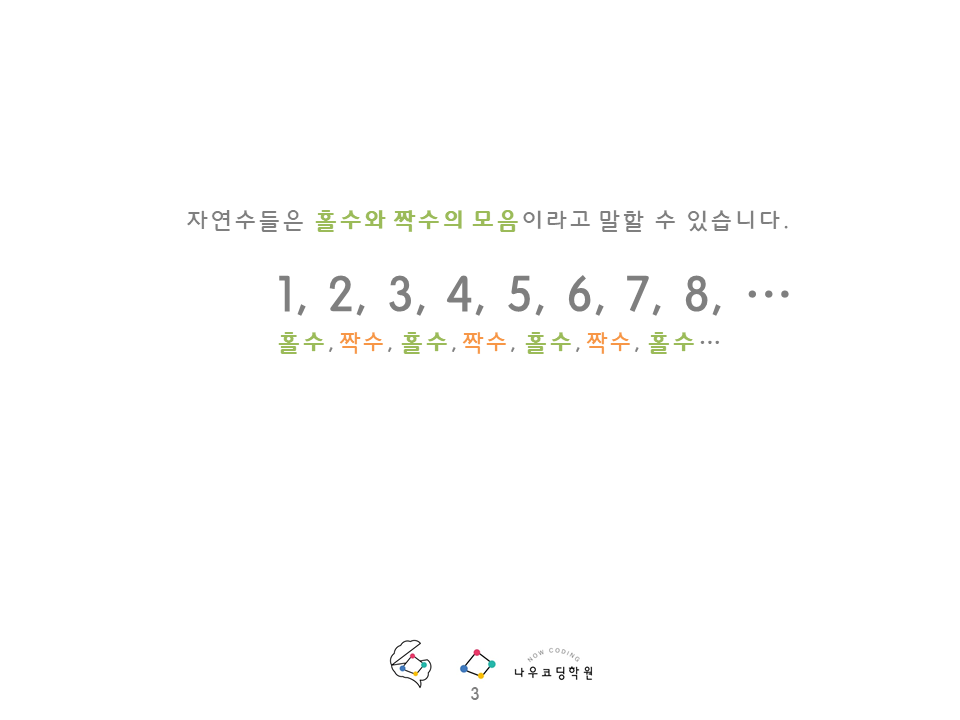 자연수들은 홀수와 짝수의 모음이라고 말할 수 있습니다.
1, 2, 3, 4, 5, 6, 7, 8, …
홀수, 짝수, 홀수, 짝수, 홀수, 짝수, 홀수…
NOW CODING
나우코딩학원
3